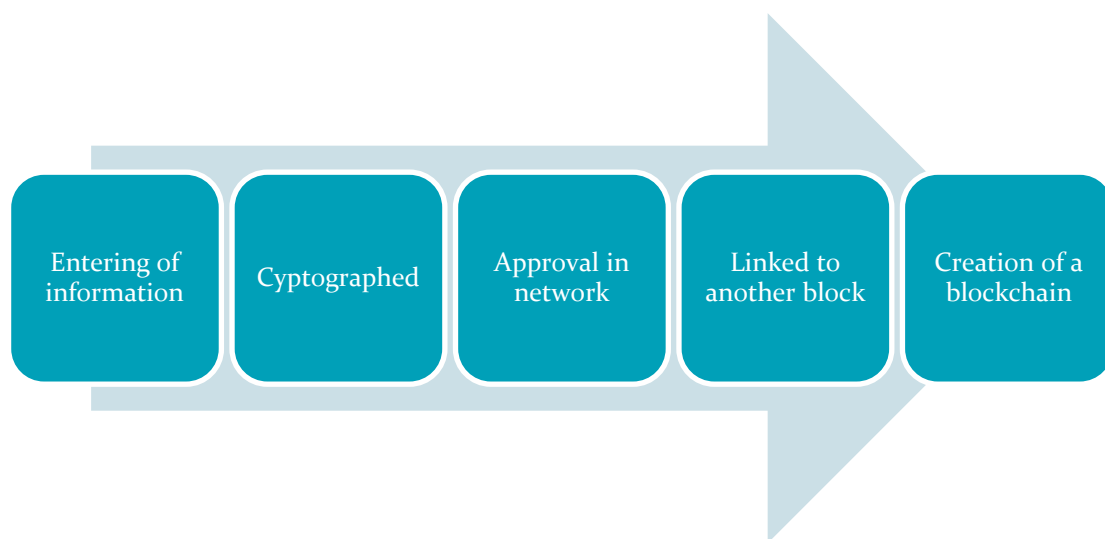 Entering of
information
Cyptographed
Approval in
network
Linked to
another block
Creation of a
blockchain